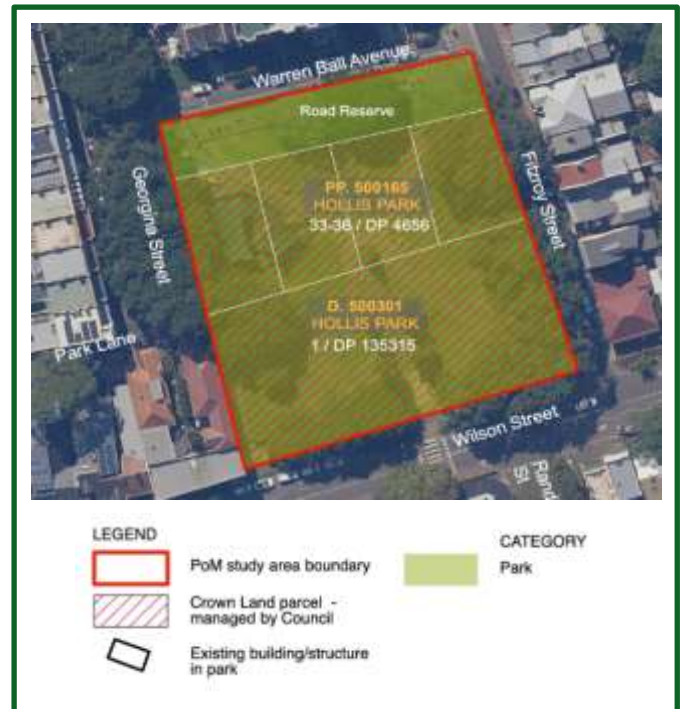 Warren Ball Avenue
Road Reserve
Georgina Street
PP. 500165
HOLLIS PARK
33-36 / DP 4656
Fitzroy Street
D. 500301
HOLLIS PARK
1 / DP 135315
Park Lane
Wilson Street
St
LEGEND
PoM study area boundary
Crown Land parcel -
managed by Council
Existing building/structure
in park
CATEGORY
Park